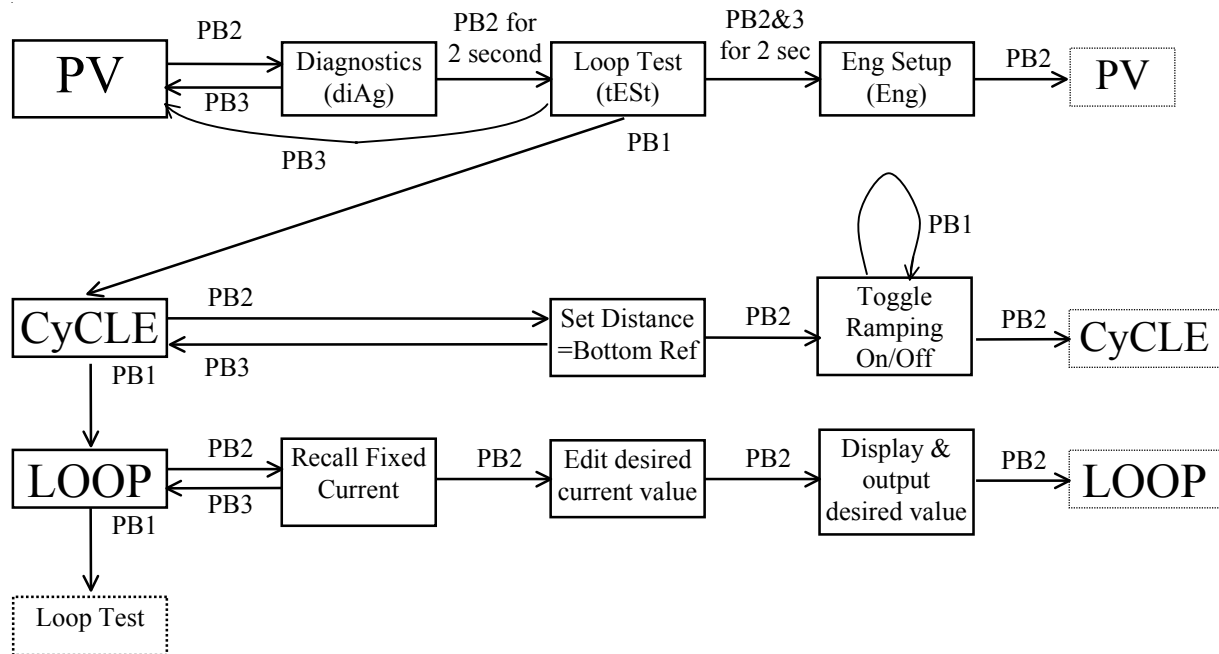 PV
PB2
PB3
Diagnostics
(diAg)
PB2 for
2 second
Loop Test
(tESt)
PB2&3
for 2 sec
Eng Setup
(Eng)
PB2
PV
PB3
PB1
PB1
CyCLE
PB2
PB3
Set Distance
=Bottom Ref
PB2
Toggle
Ramping
On/Off
PB2
CyCLE
PB1
LOOP
PB2
PB3
Recall Fixed
Current
PB2
Edit desired
current value
PB2
Display &
output
desired value
PB2
LOOP
PB1
Loop Test